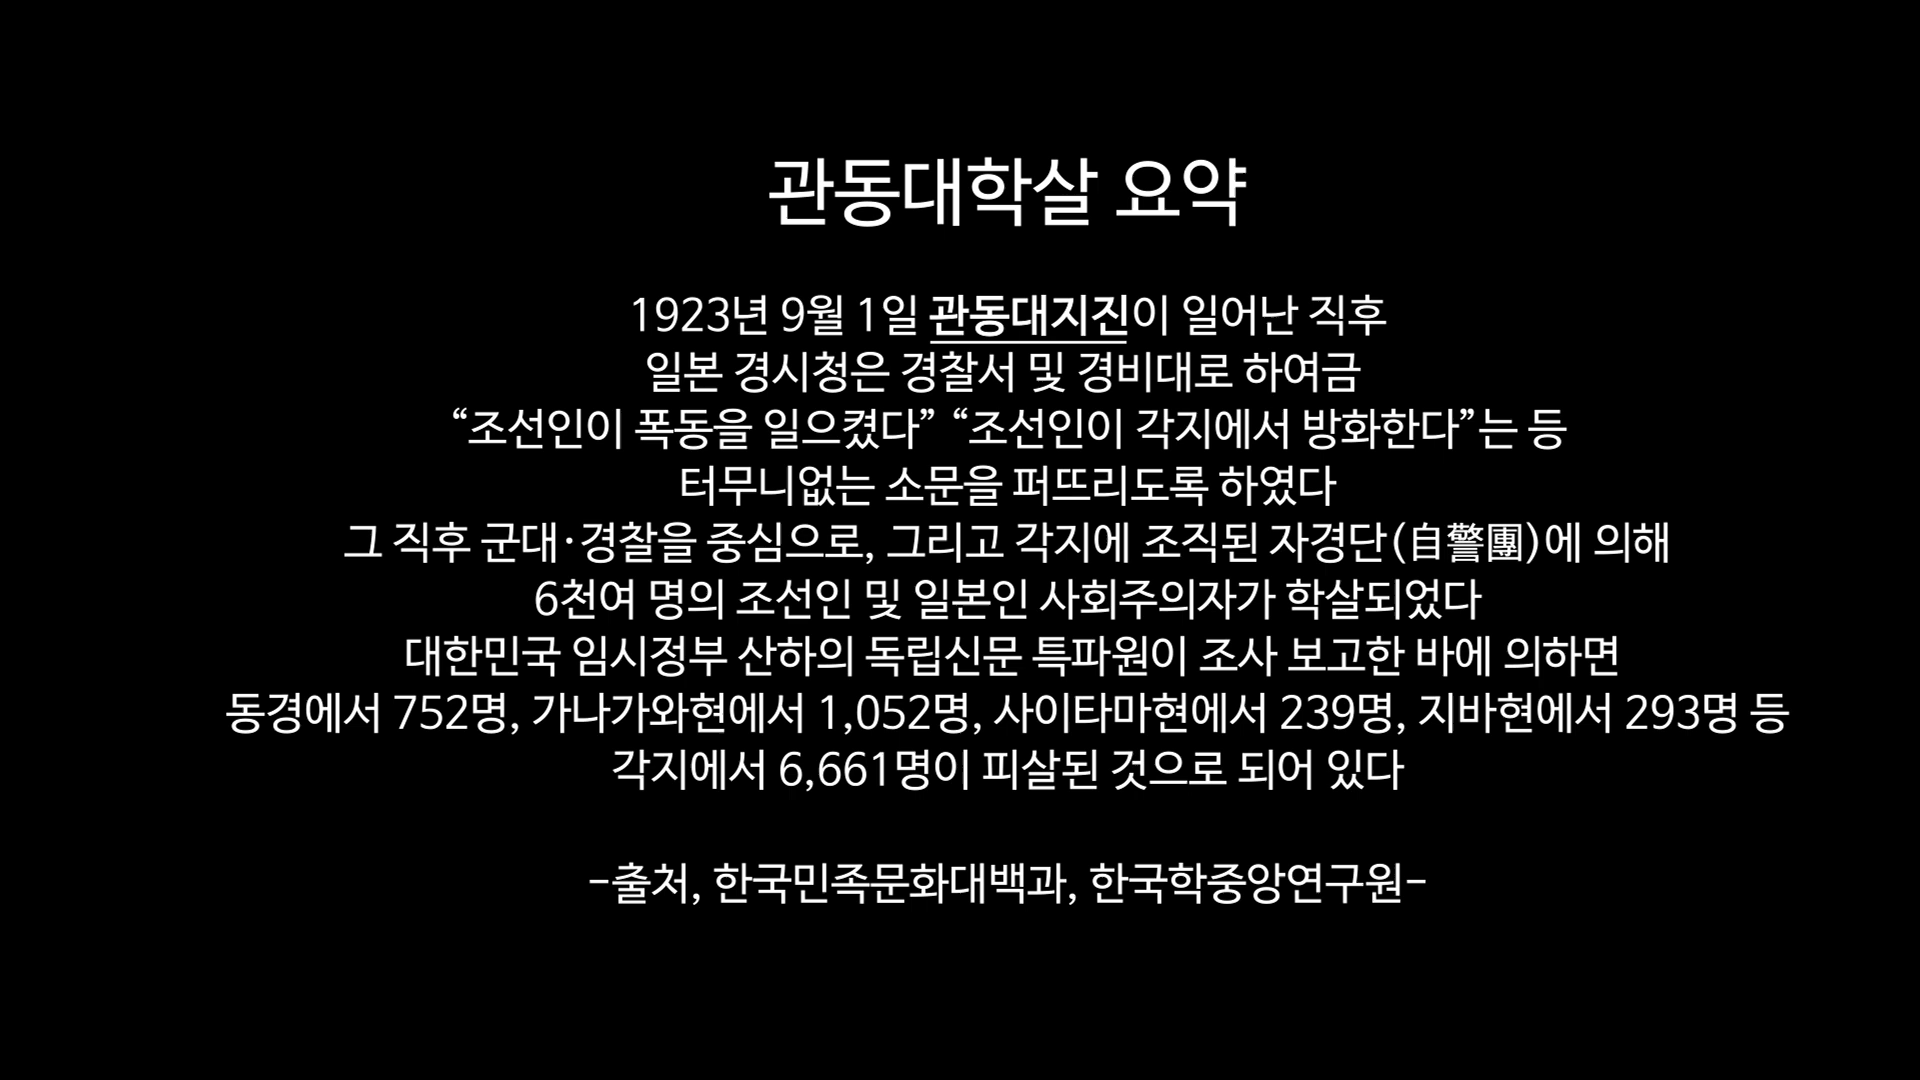 관동대학살 요약
1923년 9월 1일 관동대지진이 일어난 직후
일본 경시청은 경찰서 및 경비대로 하여금
“조선인이 폭동을 일으켰다” “조선인이 각지에서 방화한다”는 등
터무니없는 소문을 퍼뜨리도록 하였다
그 직후 군대·경찰을 중심으로, 그리고 각지에 조직된 자경단(自警團)에 의해
6천여 명의 조선인 및 일본인 사회주의자가 학살되었다
대한민국 임시정부 산하의 독립신문 특파원이 조사 보고한 바에 의하면
동경에서 752명, 가나가와현에서 1,052명, 사이타마현에서 239명, 지바현에서 293명 등
각지에서 6,661명이 피살된 것으로 되어 있다
-출처, 한국민족문화대백과, 한국학중앙연구원-